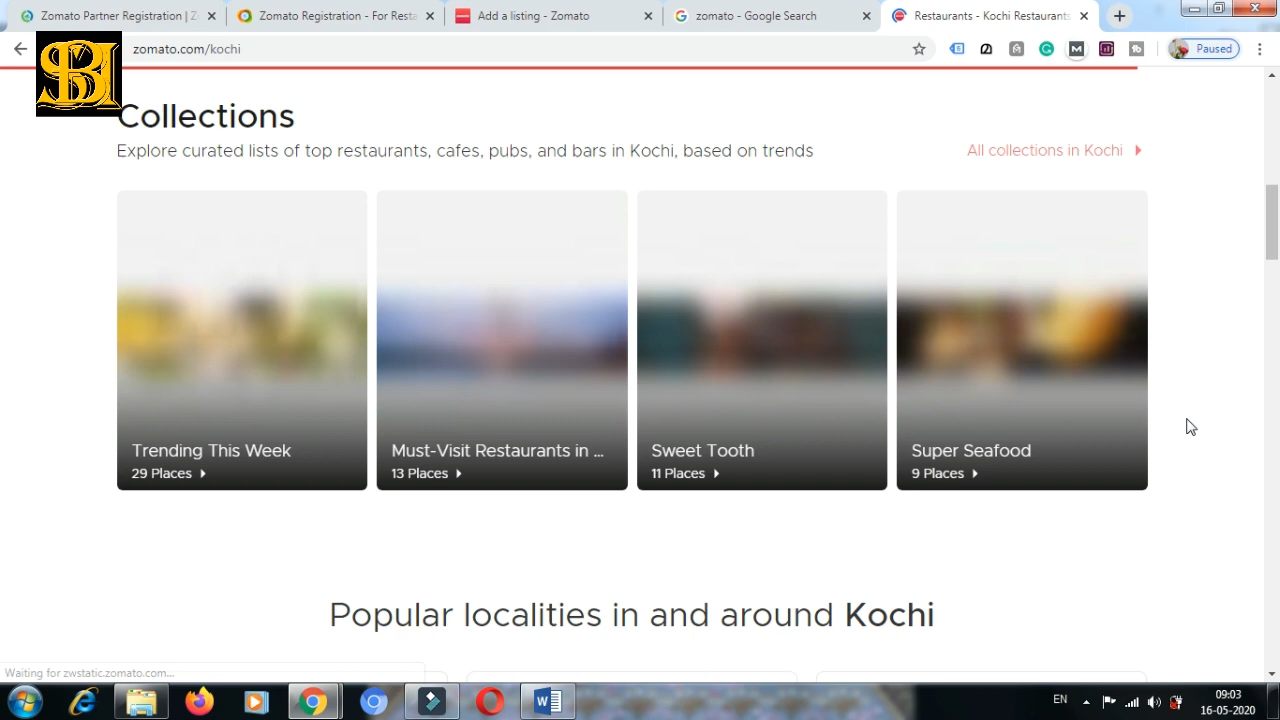 Zomato Partner Registration | Z
Zomato Registration - For Resta
Add a listing - Zomato
zomato - Google Search
Restaurants - Kochi Restaurants
zomato.com/kochi
Paused
Collections
Explore curated lists of top restaurants, cafes, pubs, and bars in Kochi, based on trends
All collections in Kochi
Trending This Week
29 Places
Must-Visit Restaurants in ...
13 Places
Sweet Tooth
11 Places
Super Seafood
9 Places
Popular localities in and around Kochi
Waiting for zwstatic.zomato.com...
EN
09:03
16-05-2020